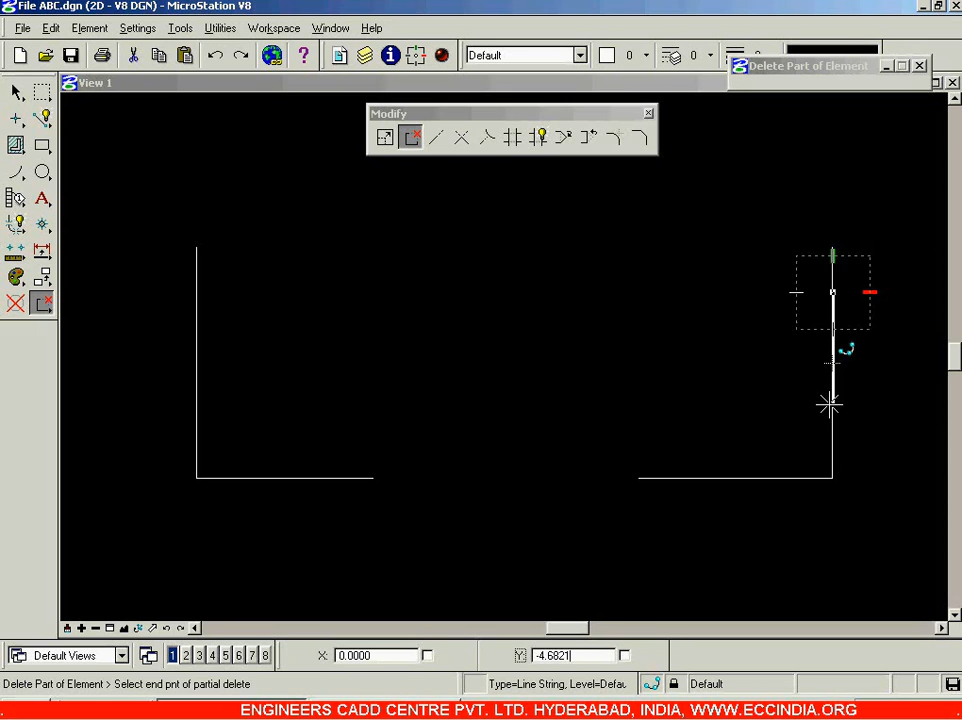 File ABC.dgn (2D - V8 DGN) - MicroStation V8
File Edit Element Settings Tools Utilities Workspace Window Help
Default 0 0
Delete Part of Element
View 1
Modify
Default Views 1 2 3 4 5 6 7 8 X: 0.0000 Y: -4.6821
Delete Part of Element > Select end pnt of partial delete Type=Line String, Level=Defau Default
ENGINEERS CADD CENTRE PVT. LTD. HYDERABAD, INDIA, WWW.ECCINDIA.ORG